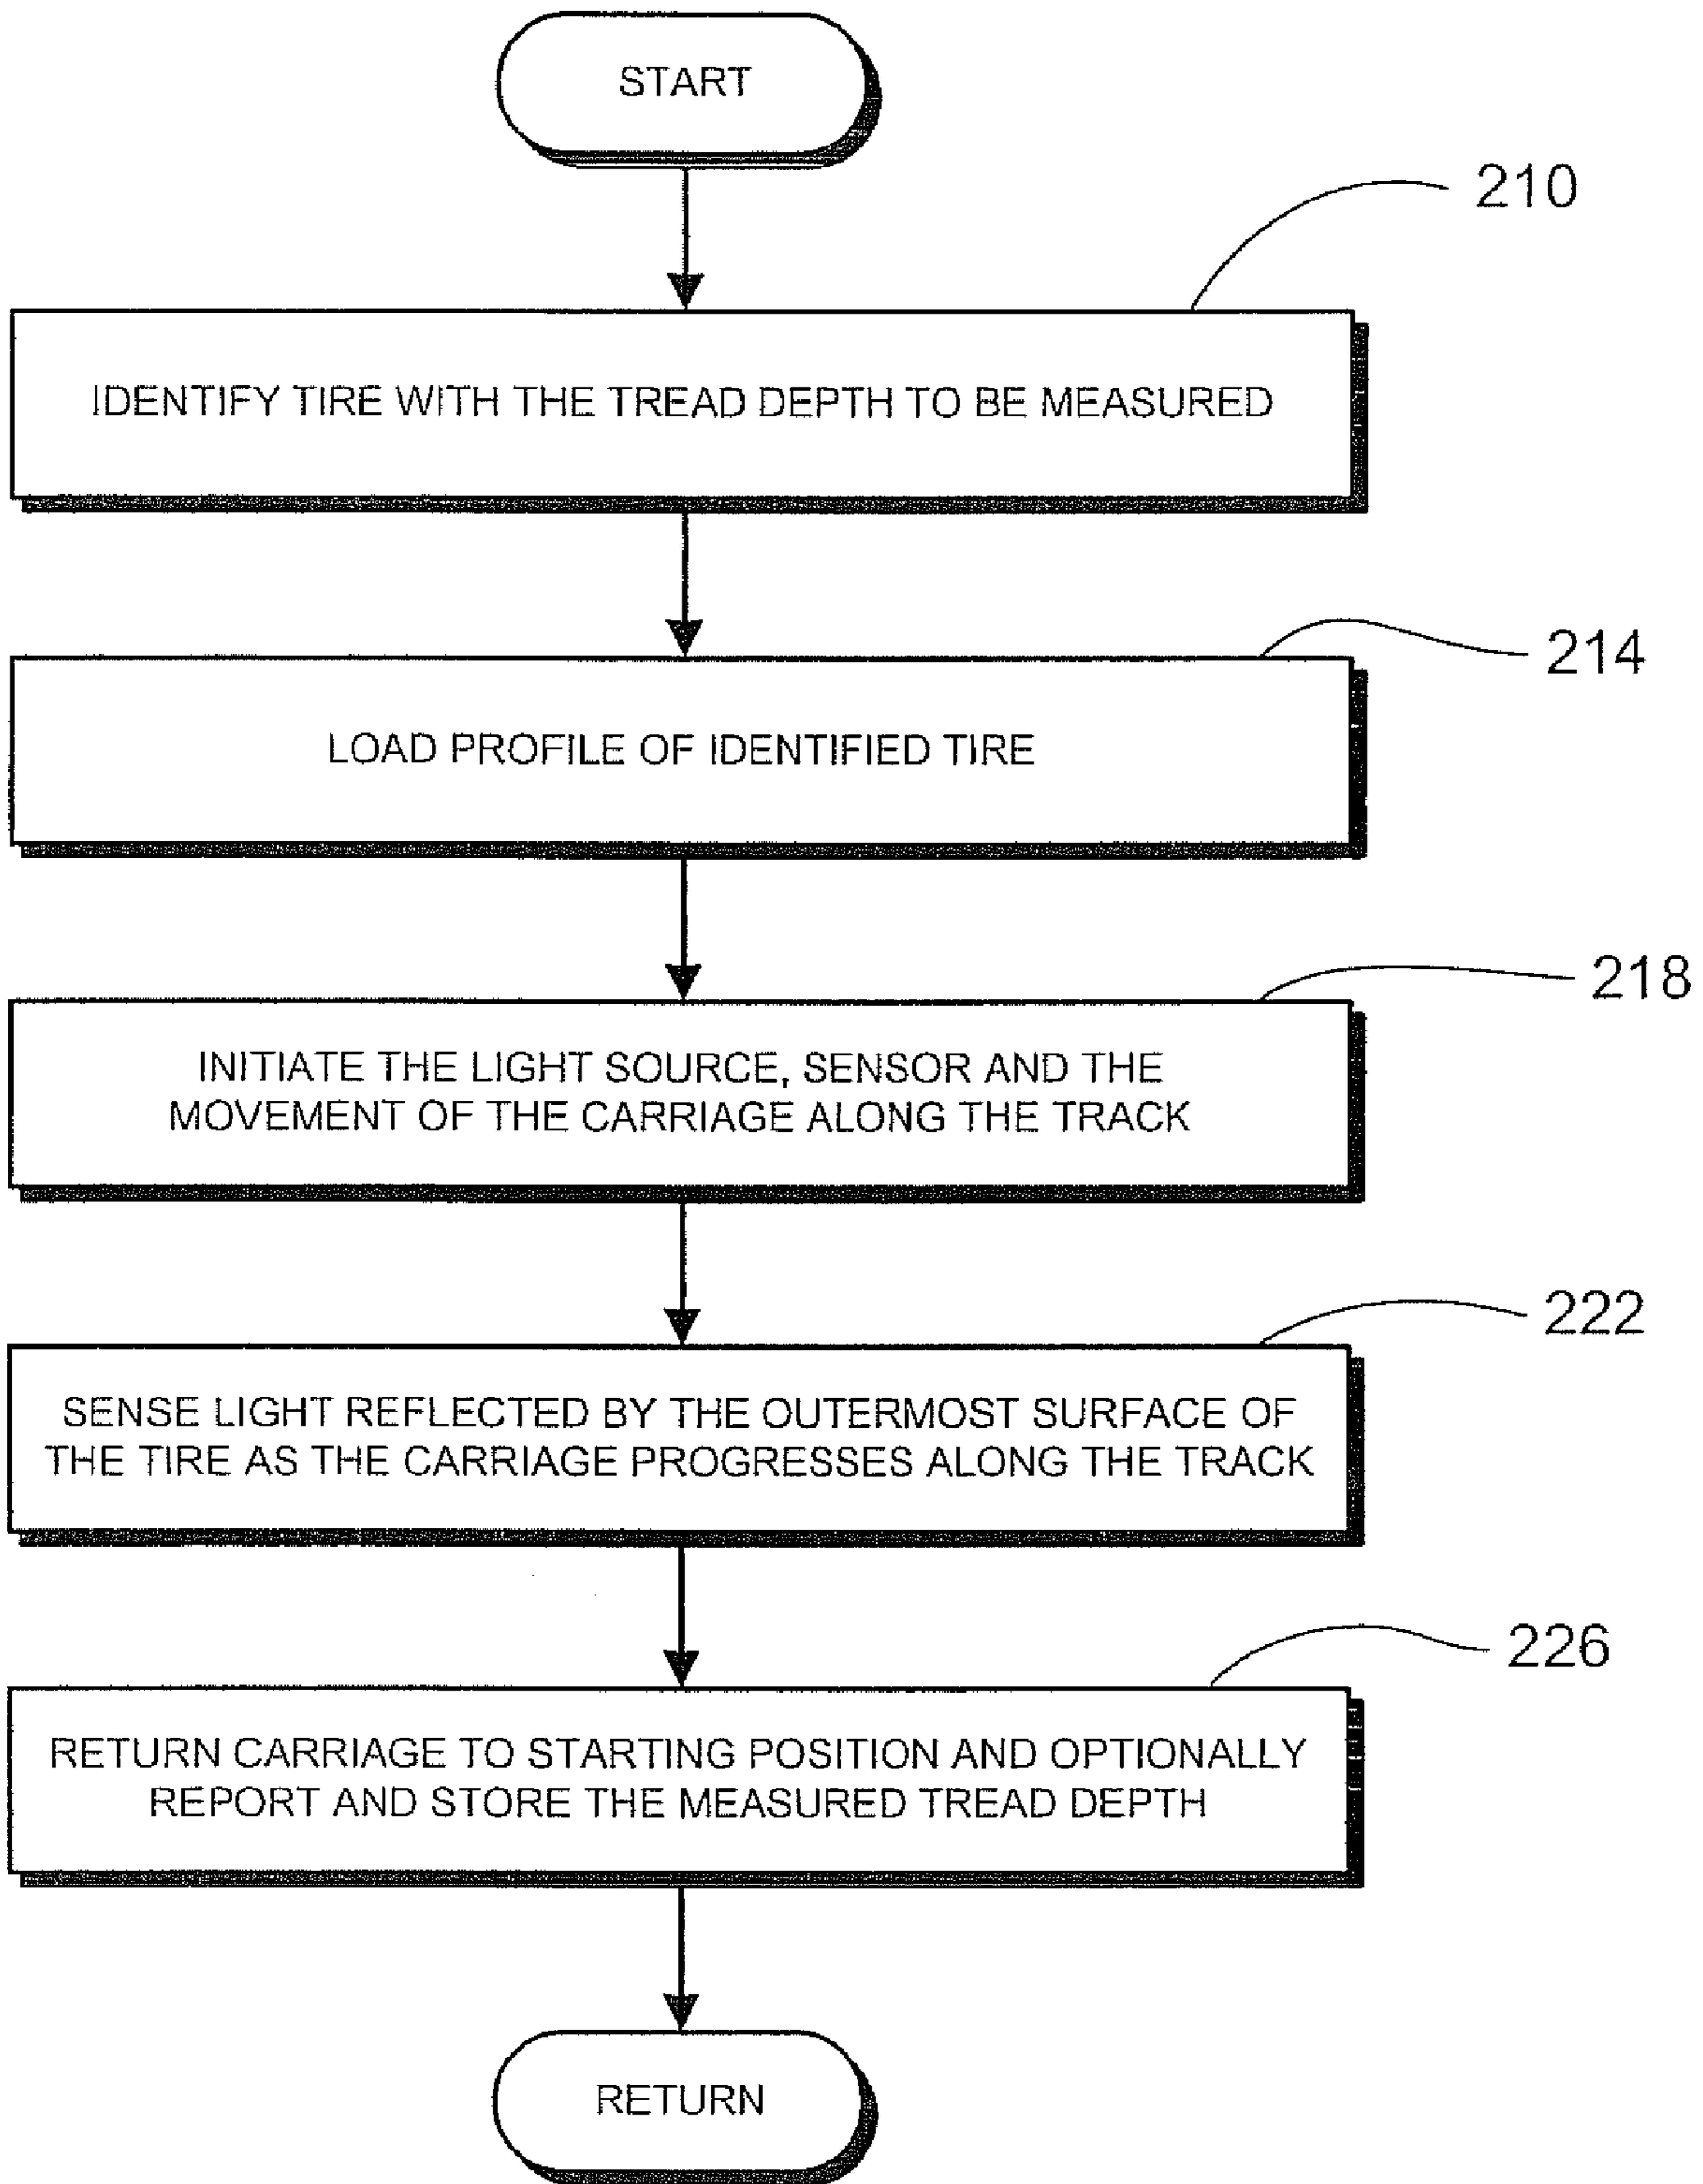 START
210
IDENTIFY TIRE WITH THE TREAD DEPTH TO BE MEASURED
214
LOAD PROFILE OF IDENTIFIED TIRE
218
INITIATE THE LIGHT SOURCE, SENSOR AND THE
MOVEMENT OF THE CARRIAGE ALONG THE TRACK
222
SENSE LIGHT REFLECTED BY THE OUTERMOST SURFACE OF
THE TIRE AS THE CARRIAGE PROGRESSES ALONG THE TRACK
226
RETURN CARRIAGE TO STARTING POSITION AND OPTIONALLY
REPORT AND STORE THE MEASURED TREAD DEPTH
RETURN